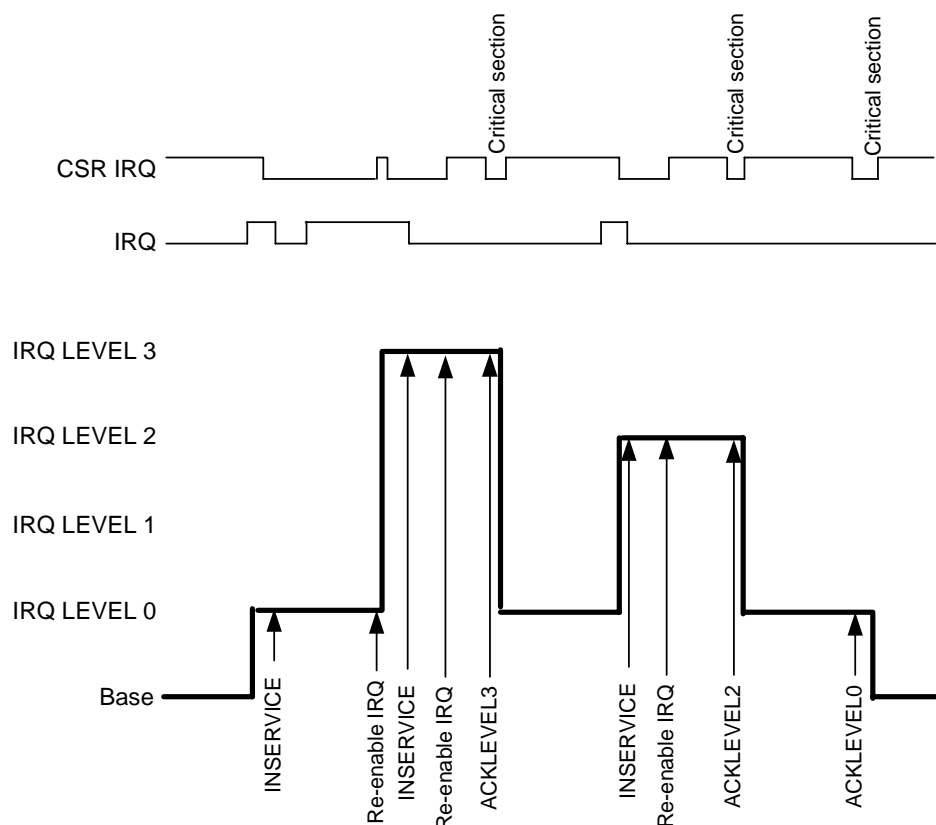 Critical section
Critical section
Critical section
CSR IRQ
IRQ
IRQ LEVEL 3
IRQ LEVEL 2
IRQ LEVEL 1
IRQ LEVEL 0
Base
INSERVICE
Re-enable IRQ
INSERVICE
Re-enable IRQ
ACKLEVEL3
INSERVICE
Re-enable IRQ
ACKLEVEL2
ACKLEVEL0